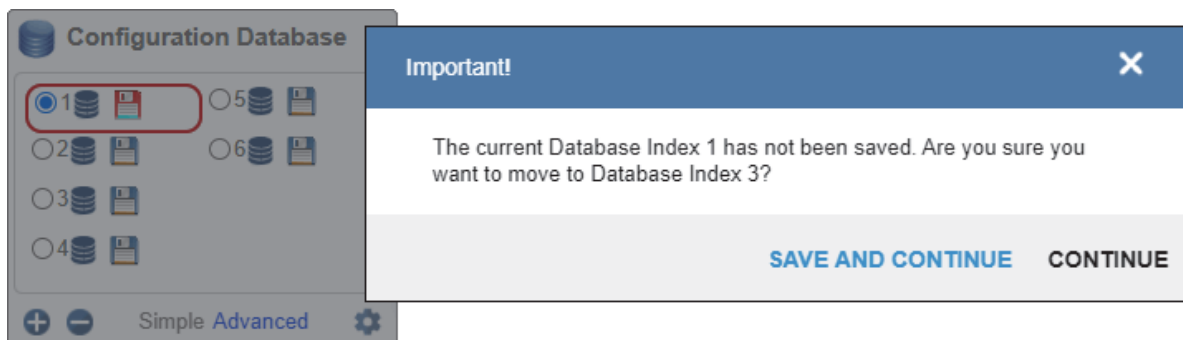 Configuration Database
1
5
2
6
3
4
Simple Advanced
Important!
The current Database Index 1 has not been saved. Are you sure you
want to move to Database Index 3?
SAVE AND CONTINUE CONTINUE